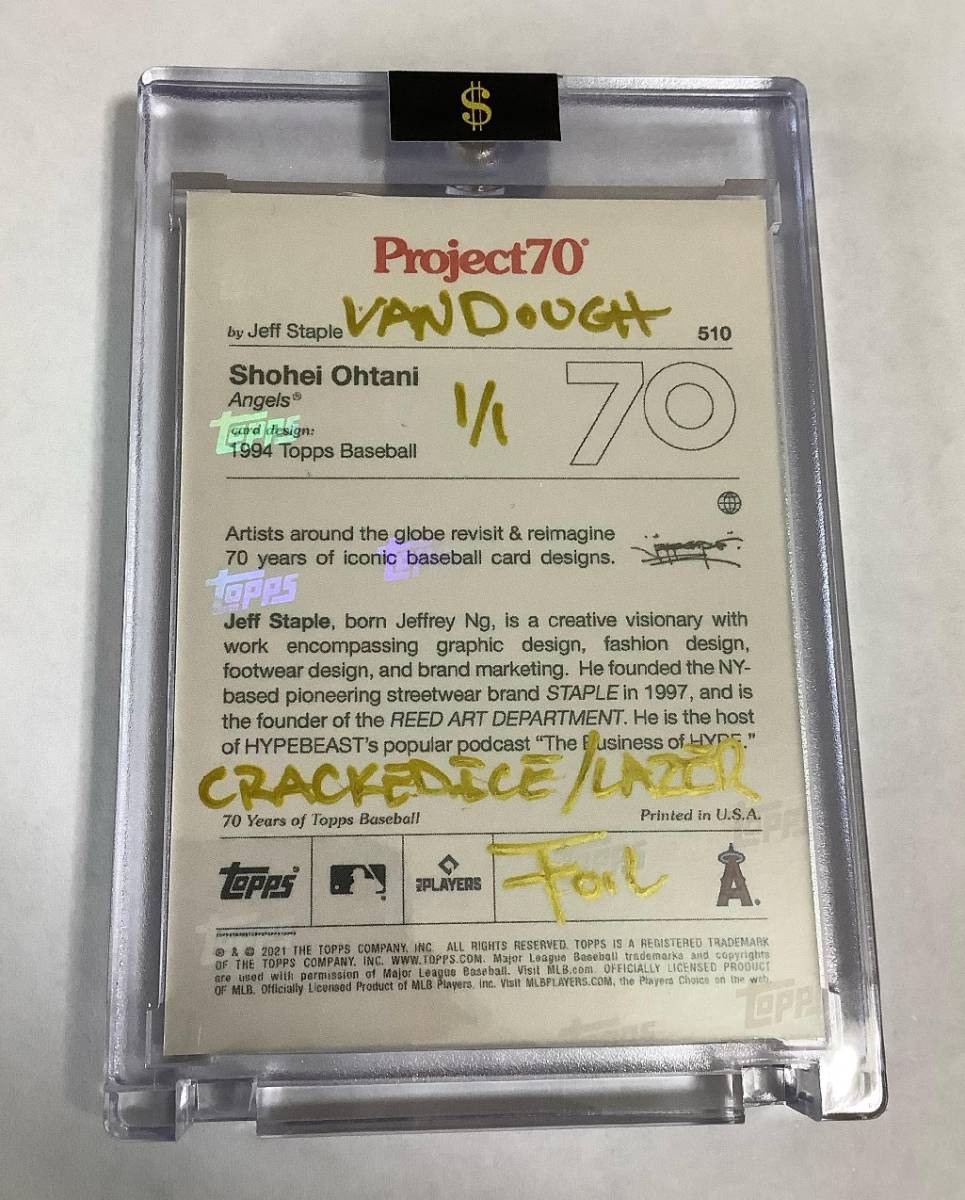 $
Project70®
by Jeff Staple VANDOUGH 510
Shohei Ohtani
Angels®
1/1
70
card design:
1994 Topps Baseball
topps
Artists around the globe revisit & reimagine
70 years of iconic baseball card designs.
topps
Jeff Staple, born Jeffrey Ng, is a creative visionary with
work encompassing graphic design, fashion design,
footwear design, and brand marketing. He founded the NY-
based pioneering streetwear brand STAPLE in 1997, and is
the founder of the REED ART DEPARTMENT. He is the host
of HYPEBEAST's popular podcast "The Business of HYPE."
CRACKEDICE/LAZER
70 Years of Topps Baseball Printed in U.S.A.
topps
topps PLAYERS FOIL A
® & © 2021 THE TOPPS COMPANY, INC. ALL RIGHTS RESERVED. TOPPS IS A REGISTERED TRADEMARK
OF THE TOPPS COMPANY, INC. WWW.TOPPS.COM. Major League Baseball trademarks and copyrights
are used with permission of Major League Baseball. Visit MLB.com. OFFICIALLY LICENSED PRODUCT
OF MLB. Officially Licensed Product of MLB Players, Inc. Visit MLBPLAYERS.COM, the Players Choice on the web.
topps